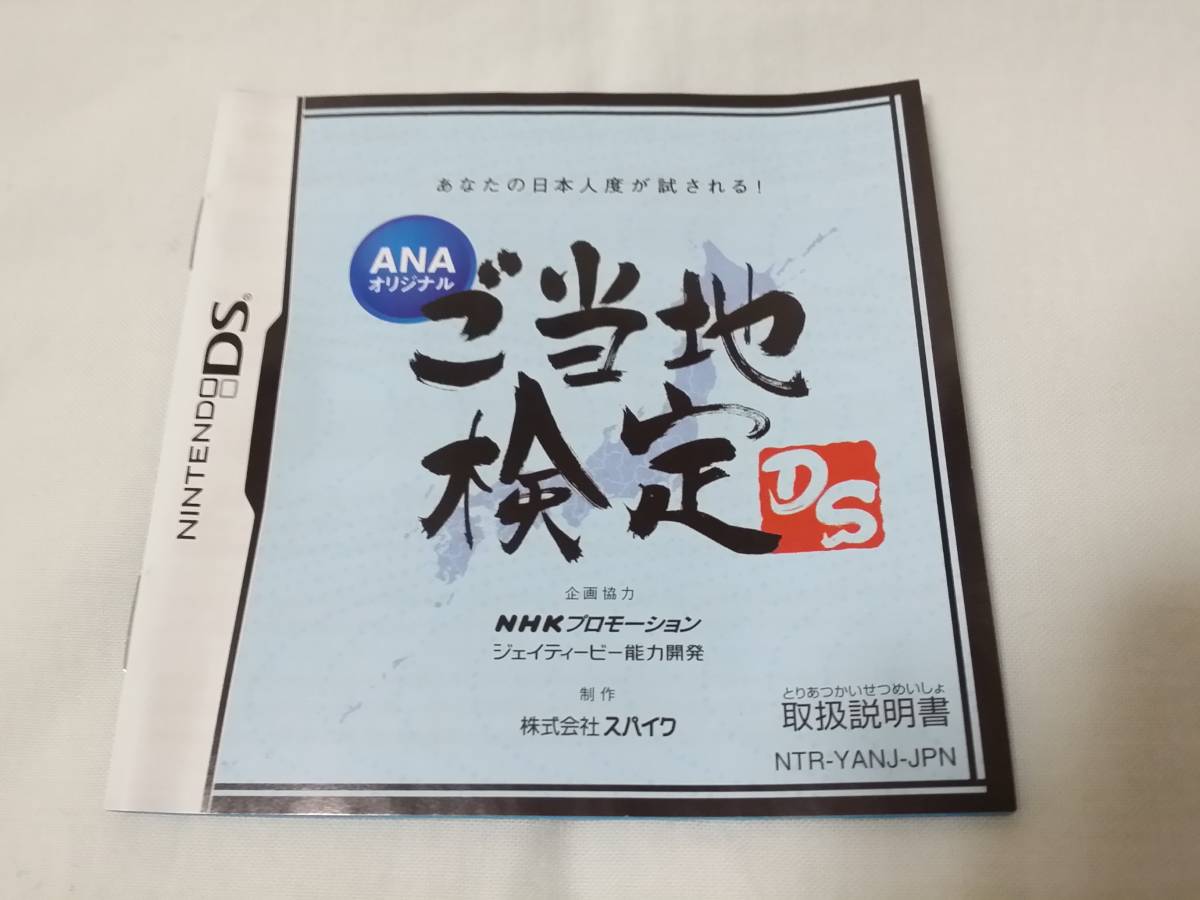 あなたの日本人度が試される!
ANA
オリジナル
ご当地
検定
DS
NINTENDO DS®
企画協力
NHKプロモーション
ジェイティービー能力開発
制作
株式会社スパイク
とりあつかいせつめいしょ
取扱説明書
NTR-YANJ-JPN